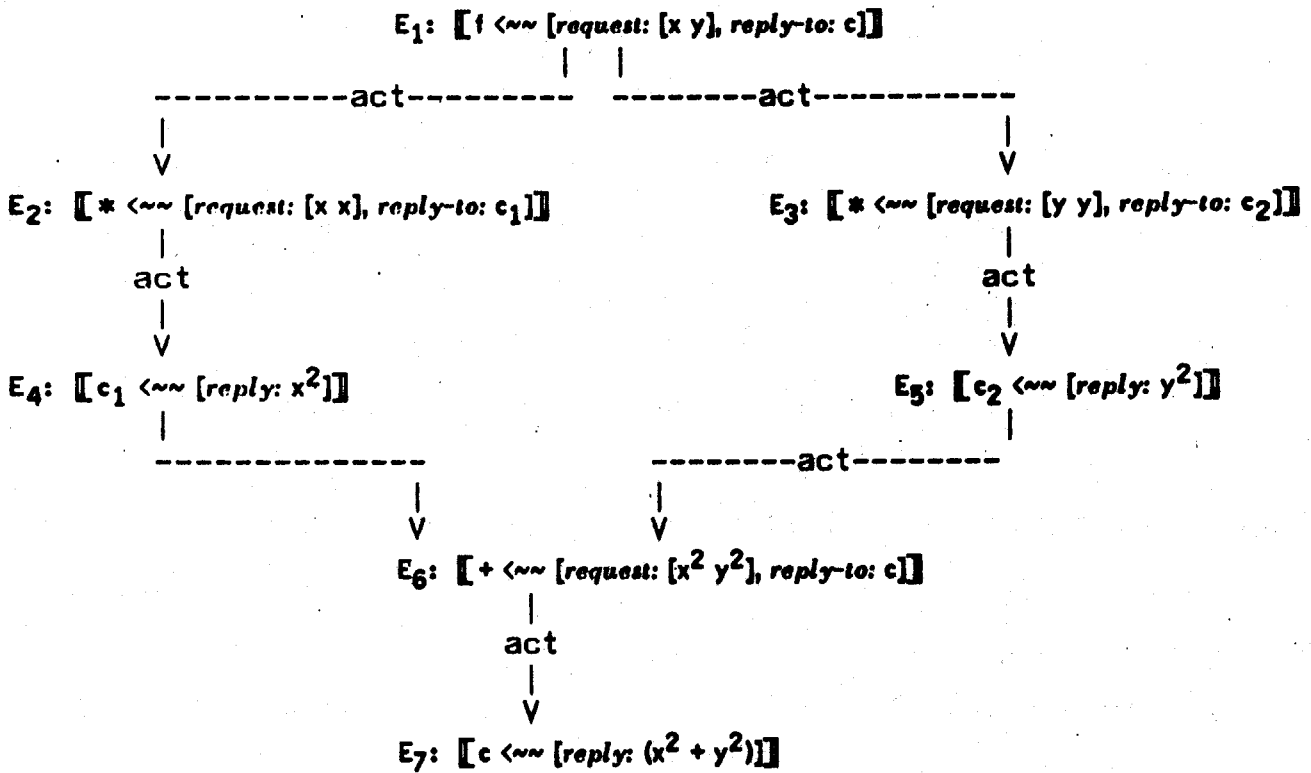 E₁: ⟦f <~~ [request: [x y], reply-to: c]⟧
act act
E₂: ⟦* <~~ [request: [x x], reply-to: c₁]⟧ E₃: ⟦* <~~ [request: [y y], reply-to: c₂]⟧
act act
E₄: ⟦c₁ <~~ [reply: x²]⟧ E₅: ⟦c₂ <~~ [reply: y²]⟧
act
E₆: ⟦+ <~~ [request: [x² y²], reply-to: c]⟧
act
E₇: ⟦c <~~ [reply: (x² + y²)]⟧